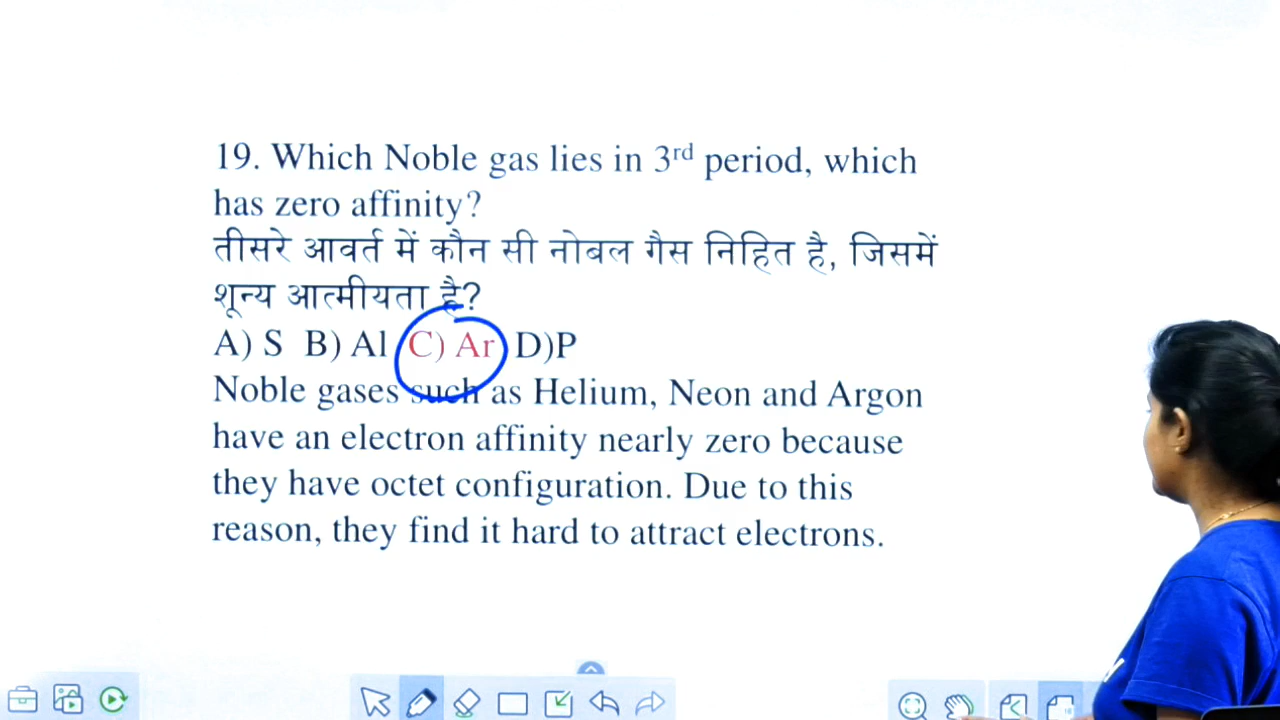 19. Which Noble gas lies in 3rd period, which
has zero affinity?
तीसरे आवर्त में कौन सी नोबल गैस निहित है, जिसमें
शून्य आत्मीयता है?
A) S B) Al C) Ar D)P
Noble gases such as Helium, Neon and Argon
have an electron affinity nearly zero because
they have octet configuration. Due to this
reason, they find it hard to attract electrons.